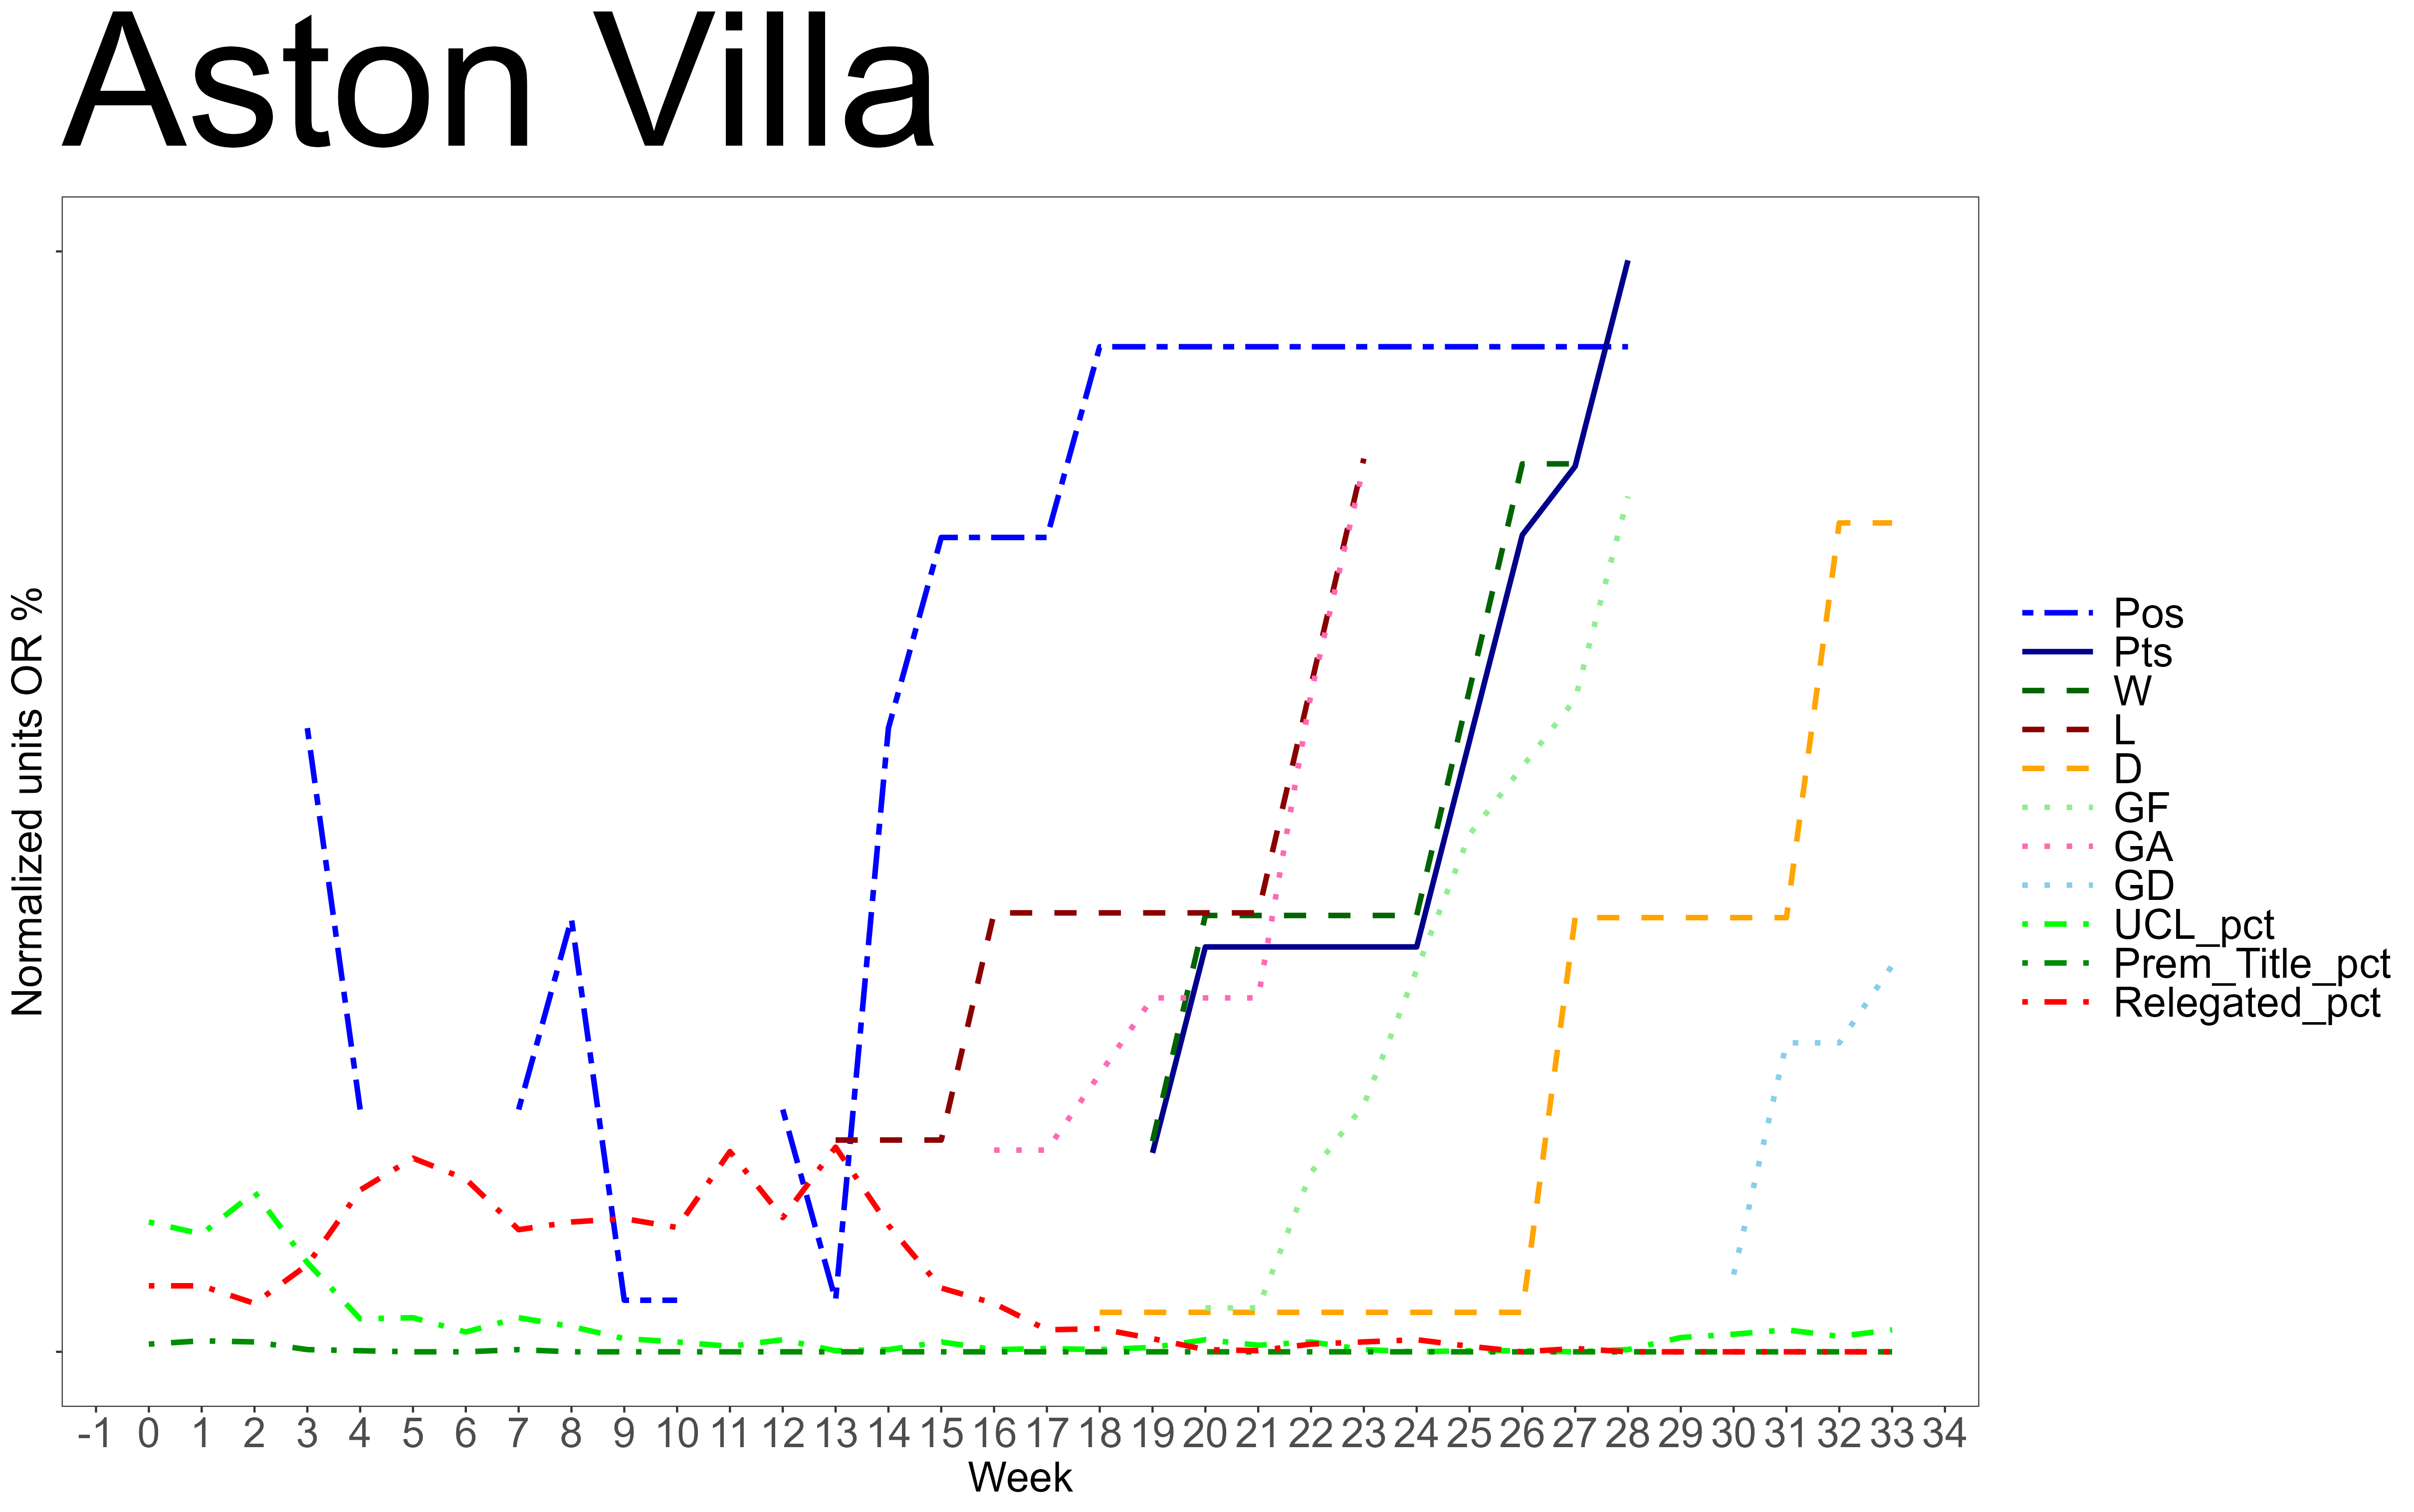 Aston Villa
Normalized units OR %
Pos
Pts
W
L
D
GF
GA
GD
UCL_pct
Prem_Title_pct
Relegated_pct
-1 0 1 2 3 4 5 6 7 8 9 10 11 12 13 14 15 16 17 18 19 20 21 22 23 24 25 26 27 28 29 30 31 32 33 34
Week